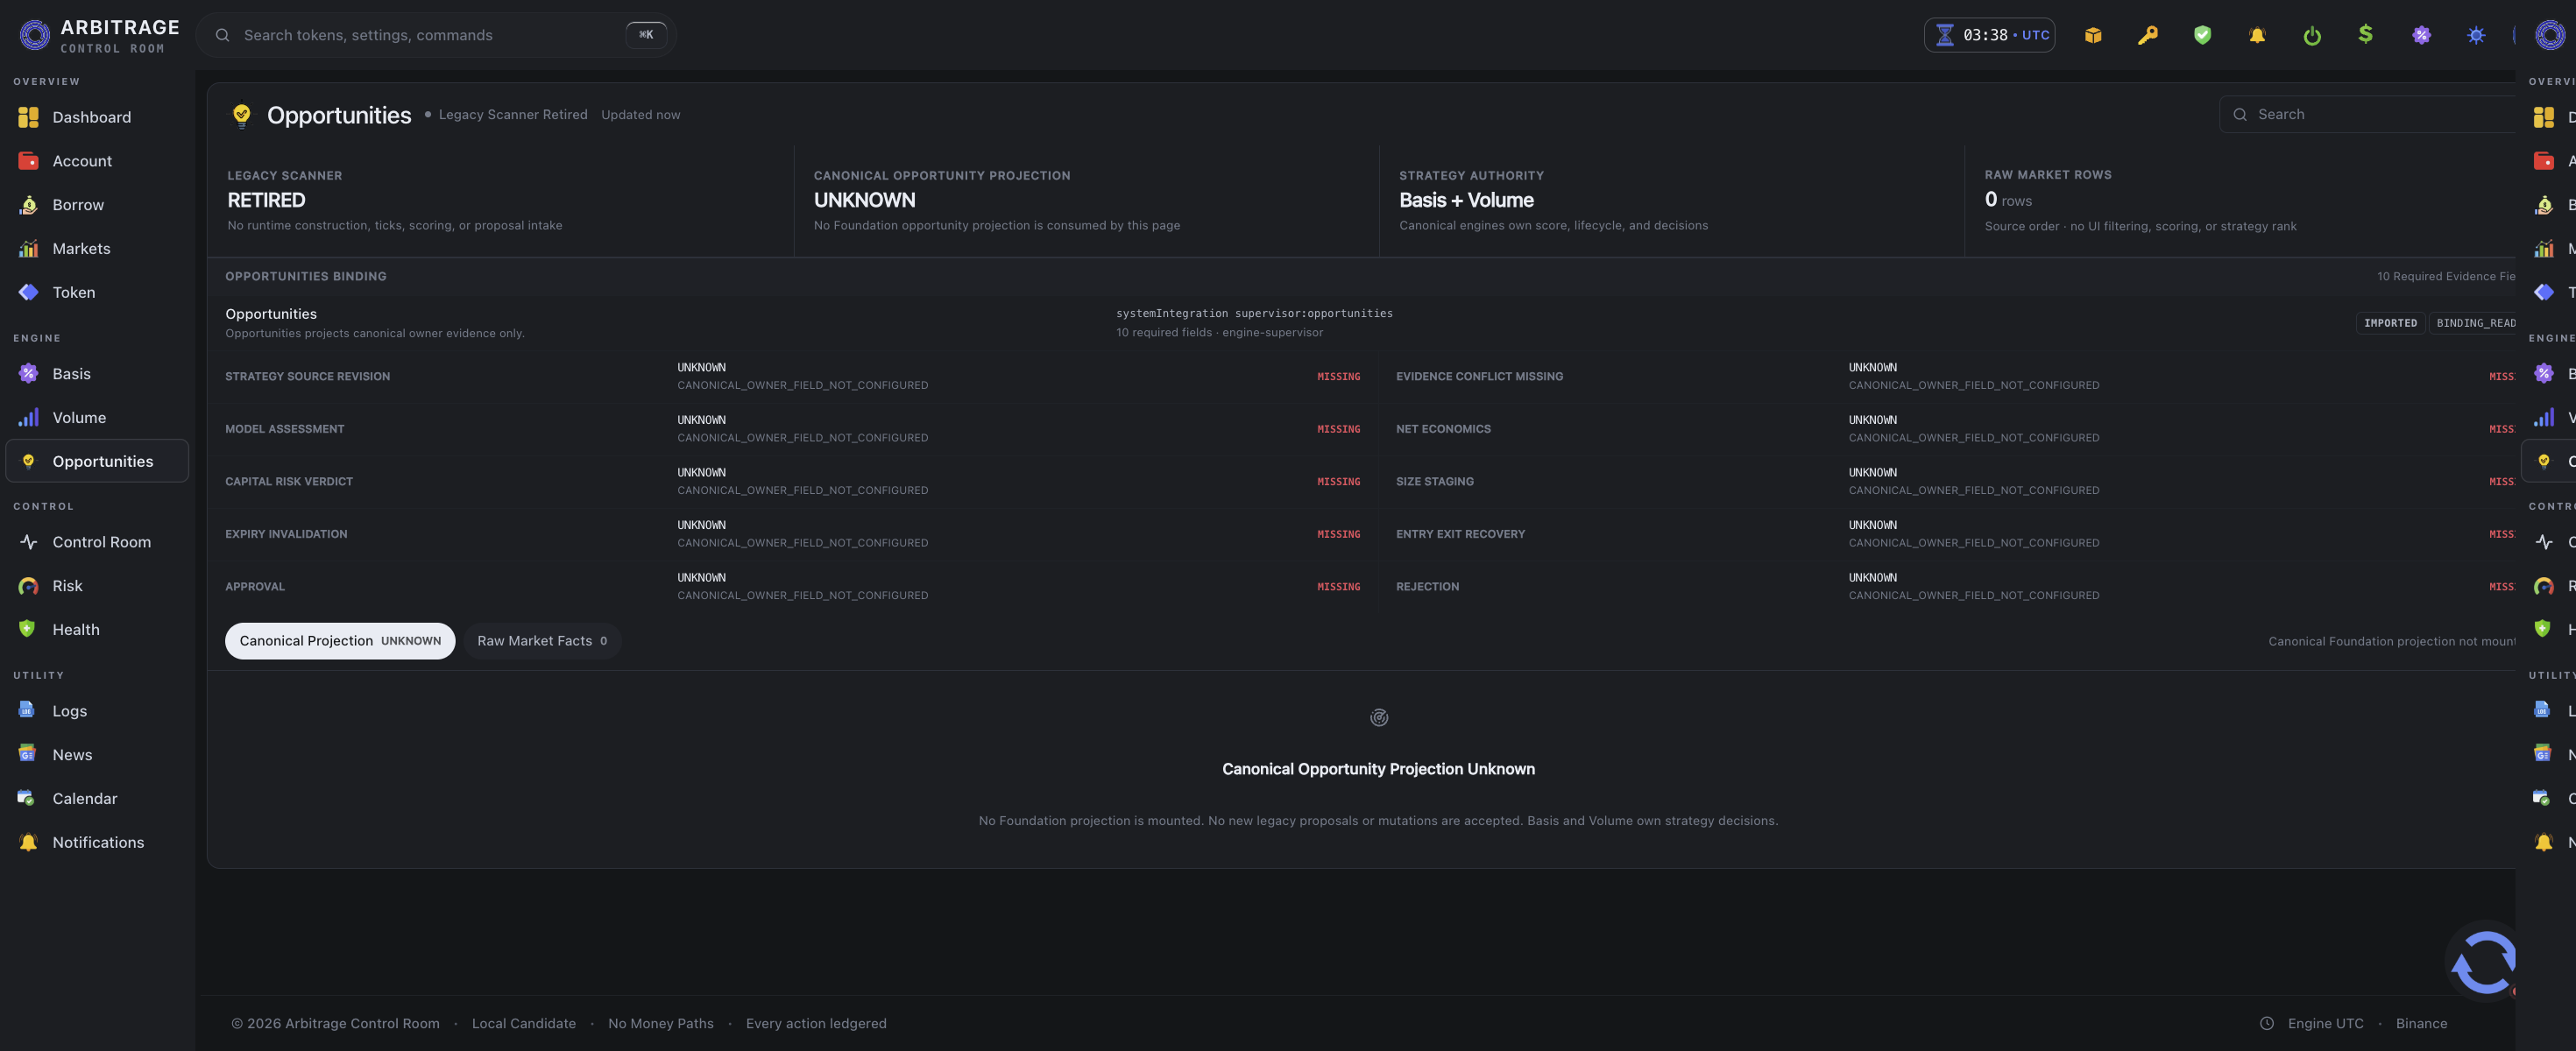 ARBITRAGE
CONTROL ROOM
Search tokens, settings, commands
⌘K
03:38 • UTC
OVERVIEW
Dashboard
Account
Borrow
Markets
Token
ENGINE
Basis
Volume
Opportunities
CONTROL
Control Room
Risk
Health
UTILITY
Logs
News
Calendar
Notifications
Opportunities
Legacy Scanner Retired
Updated now
Search
LEGACY SCANNER
RETIRED
No runtime construction, ticks, scoring, or proposal intake
CANONICAL OPPORTUNITY PROJECTION
UNKNOWN
No Foundation opportunity projection is consumed by this page
STRATEGY AUTHORITY
Basis + Volume
Canonical engines own score, lifecycle, and decisions
RAW MARKET ROWS
0 rows
Source order · no UI filtering, scoring, or strategy rank
OPPORTUNITIES BINDING
10 Required Evidence Fie
Opportunities
Opportunities projects canonical owner evidence only.
systemIntegration supervisor:opportunities
10 required fields · engine-supervisor
IMPORTED
BINDING_READ
STRATEGY SOURCE REVISION
UNKNOWN
CANONICAL_OWNER_FIELD_NOT_CONFIGURED
MISSING
EVIDENCE CONFLICT MISSING
UNKNOWN
CANONICAL_OWNER_FIELD_NOT_CONFIGURED
MISS
MODEL ASSESSMENT
UNKNOWN
CANONICAL_OWNER_FIELD_NOT_CONFIGURED
MISSING
NET ECONOMICS
UNKNOWN
CANONICAL_OWNER_FIELD_NOT_CONFIGURED
MISS
CAPITAL RISK VERDICT
UNKNOWN
CANONICAL_OWNER_FIELD_NOT_CONFIGURED
MISSING
SIZE STAGING
UNKNOWN
CANONICAL_OWNER_FIELD_NOT_CONFIGURED
MISS
EXPIRY INVALIDATION
UNKNOWN
CANONICAL_OWNER_FIELD_NOT_CONFIGURED
MISSING
ENTRY EXIT RECOVERY
UNKNOWN
CANONICAL_OWNER_FIELD_NOT_CONFIGURED
MISS
APPROVAL
UNKNOWN
CANONICAL_OWNER_FIELD_NOT_CONFIGURED
MISSING
REJECTION
UNKNOWN
CANONICAL_OWNER_FIELD_NOT_CONFIGURED
MISS
Canonical Projection UNKNOWN
Raw Market Facts 0
Canonical Foundation projection not moun
Canonical Opportunity Projection Unknown
No Foundation projection is mounted. No new legacy proposals or mutations are accepted. Basis and Volume own strategy decisions.
© 2026 Arbitrage Control Room · Local Candidate · No Money Paths · Every action ledgered
Engine UTC · Binance
OVERVI
ENGINE
CONTRO
UTILITY